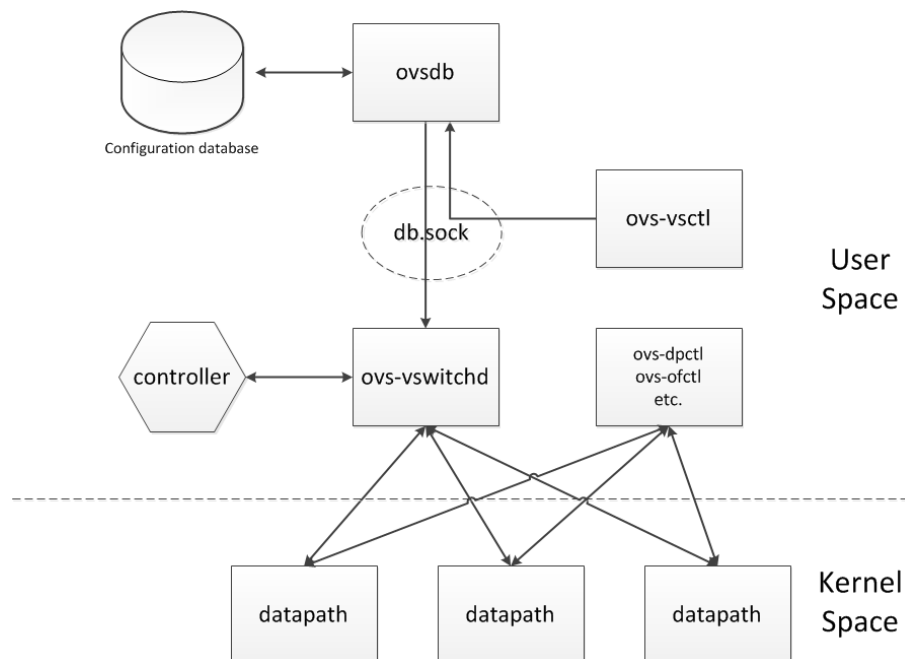 ovsdb
Configuration database
ovs-vsctl
db.sock
User
Space
controller
ovs-vswitchd
ovs-dpctl
ovs-ofctl
etc.
datapath
datapath
datapath
Kernel
Space